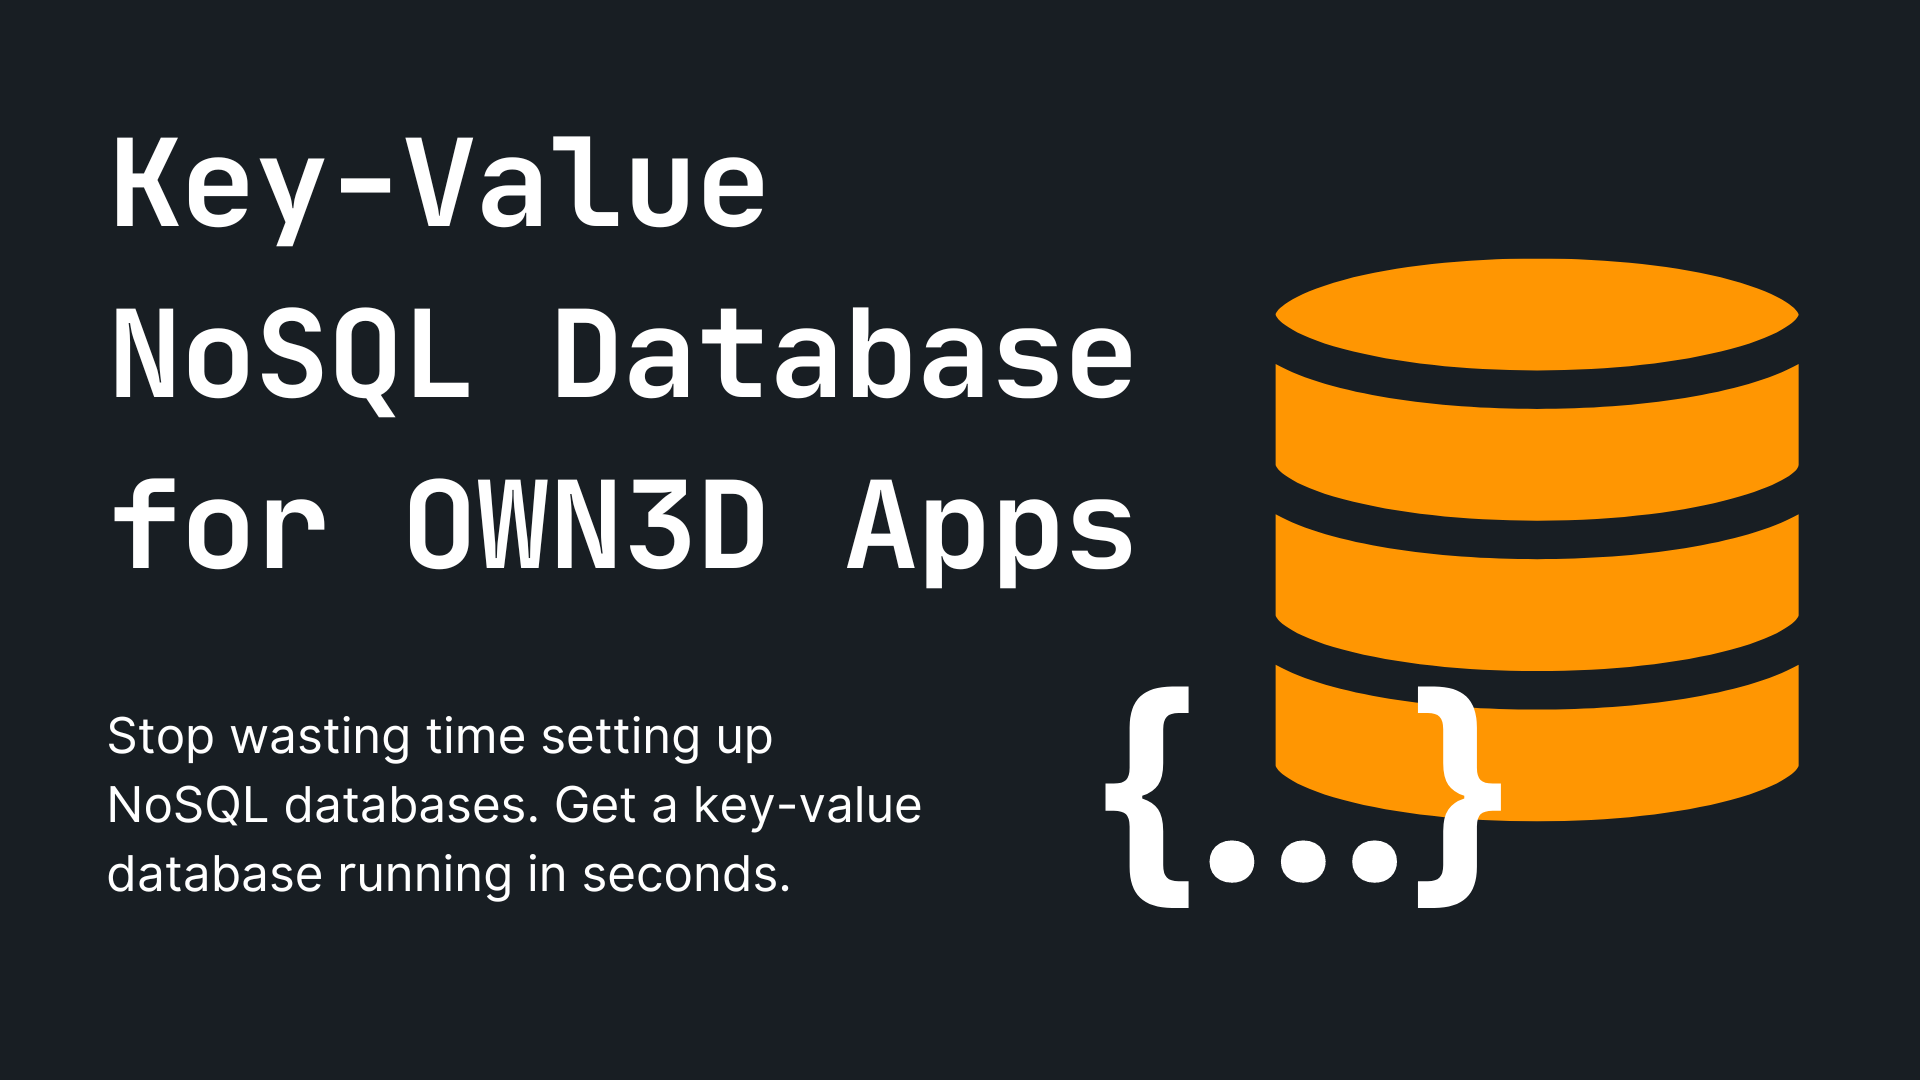 Key-Value
NoSQL Database
for OWN3D Apps
Stop wasting time setting up
NoSQL databases. Get a key-value
database running in seconds.
{...}